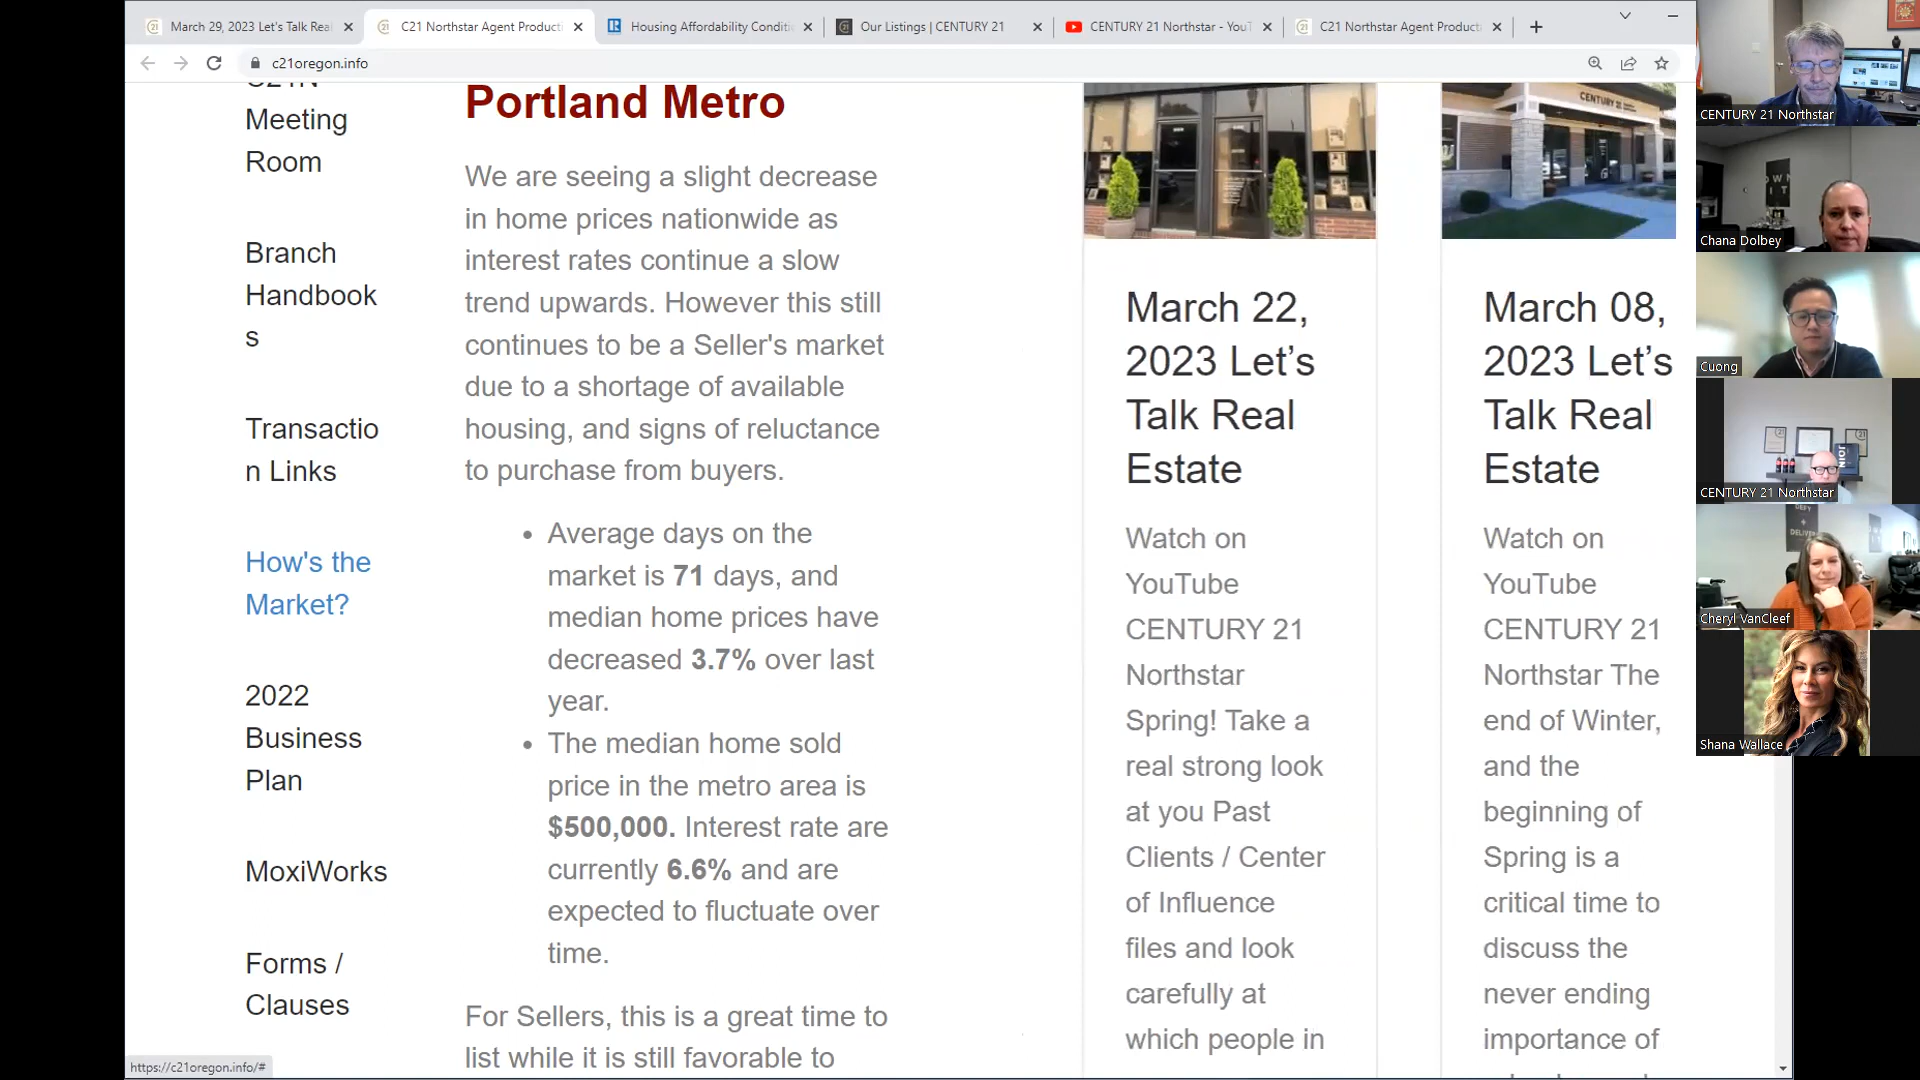 March 29, 2023 Let's Talk Real
C21 Northstar Agent Producti
Housing Affordability Conditi
Our Listings | CENTURY 21
CENTURY 21 Northstar - YouT
C21 Northstar Agent Product
c21oregon.info
C21N
Meeting
Room
Branch
Handbook
s
Transactio
n Links
How's the
Market?
2022
Business
Plan
MoxiWorks
Forms /
Clauses
https://c21oregon.info/#
Portland Metro
We are seeing a slight decrease
in home prices nationwide as
interest rates continue a slow
trend upwards. However this still
continues to be a Seller's market
due to a shortage of available
housing, and signs of reluctance
to purchase from buyers.
• Average days on the
market is 71 days, and
median home prices have
decreased 3.7% over last
year.
• The median home sold
price in the metro area is
$500,000. Interest rate are
currently 6.6% and are
expected to fluctuate over
time.
For Sellers, this is a great time to
list while it is still favorable to
March 22,
2023 Let’s
Talk Real
Estate
Watch on
YouTube
CENTURY 21
Northstar
Spring! Take a
real strong look
at you Past
Clients / Center
of Influence
files and look
carefully at
which people in
CENTURY 21
March 08,
2023 Let’s
Talk Real
Estate
Watch on
YouTube
CENTURY 21
Northstar The
end of Winter,
and the
beginning of
Spring is a
critical time to
discuss the
never ending
importance of
CENTURY 21 Northstar
Chana Dolbey
Cuong
21
21
JOIN
CENTURY 21 Northstar
DEFY
+
DELIVER
Cheryl VanCleef
Shana Wallace